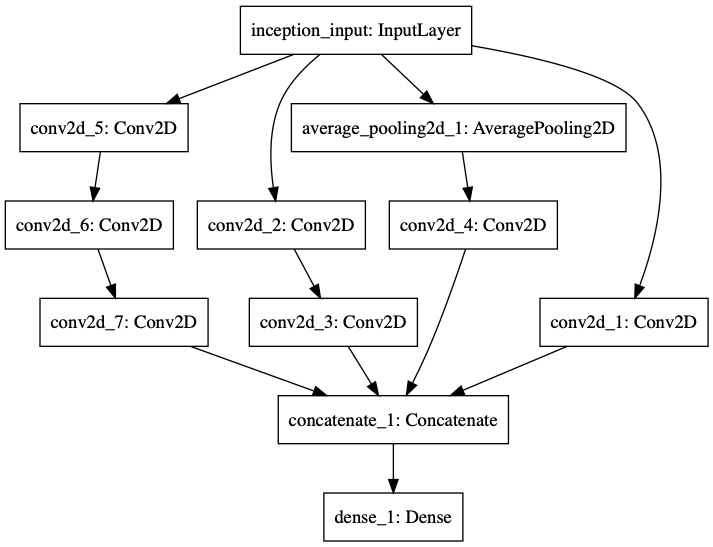 inception_input: InputLayer
conv2d_5: Conv2D
average_pooling2d_1: AveragePooling2D
conv2d_6: Conv2D
conv2d_2: Conv2D
conv2d_4: Conv2D
conv2d_7: Conv2D
conv2d_3: Conv2D
conv2d_1: Conv2D
concatenate_1: Concatenate
dense_1: Dense